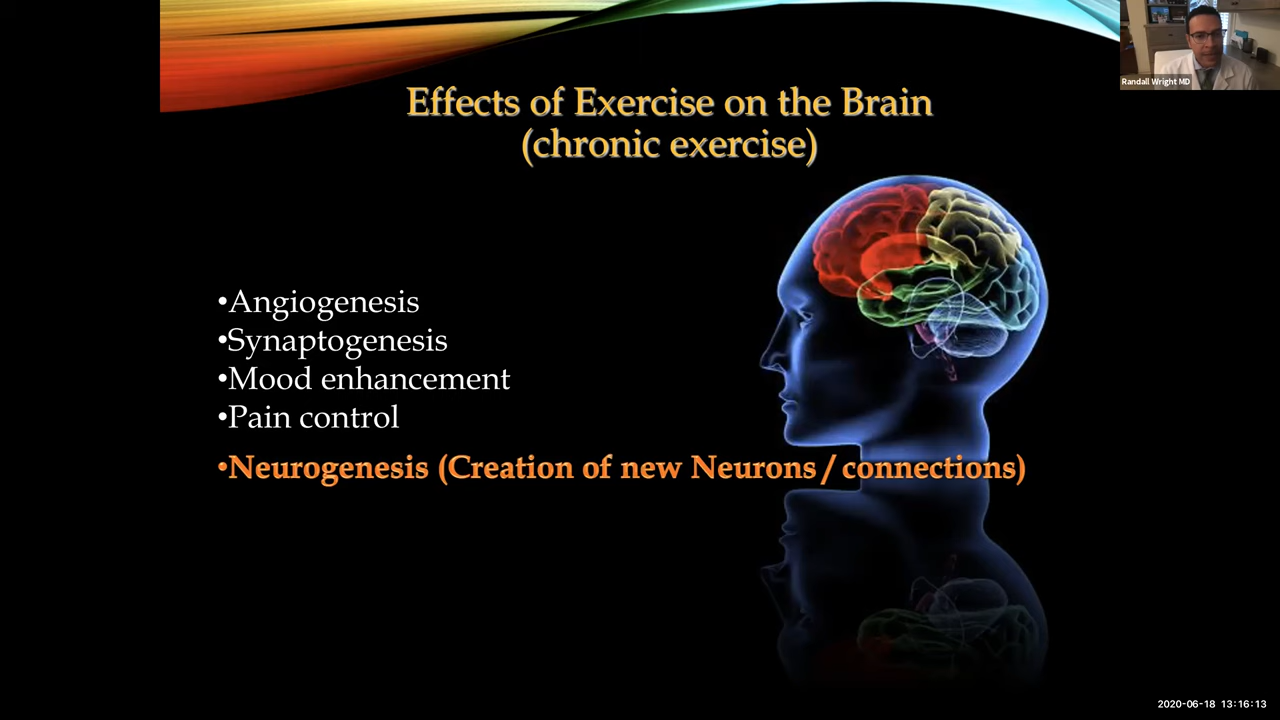 Randall Wright MD
Effects of Exercise on the Brain
(chronic exercise)
•Angiogenesis
•Synaptogenesis
•Mood enhancement
•Pain control
•Neurogenesis (Creation of new Neurons / connections)
2020-06-18 13:16:13